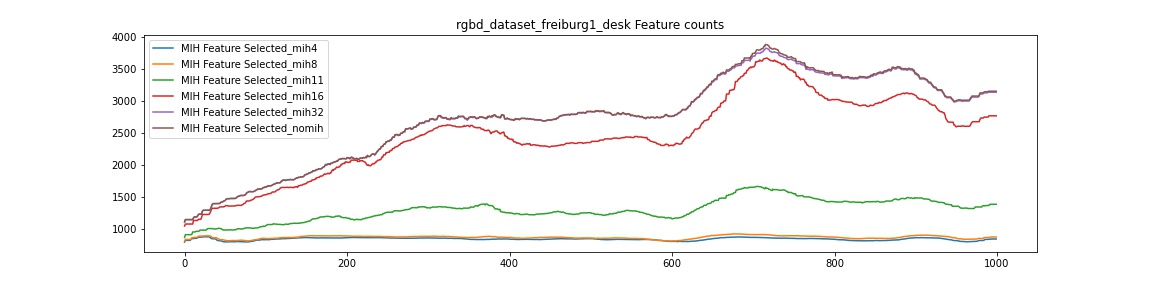 rgbd_dataset_freiburg1_desk Feature counts
4000
3500
3000
2500
2000
1500
1000
MIH Feature Selected_mih4
MIH Feature Selected_mih8
MIH Feature Selected_mih11
MIH Feature Selected_mih16
MIH Feature Selected_mih32
MIH Feature Selected_nomih
0 200 400 600 800 1000